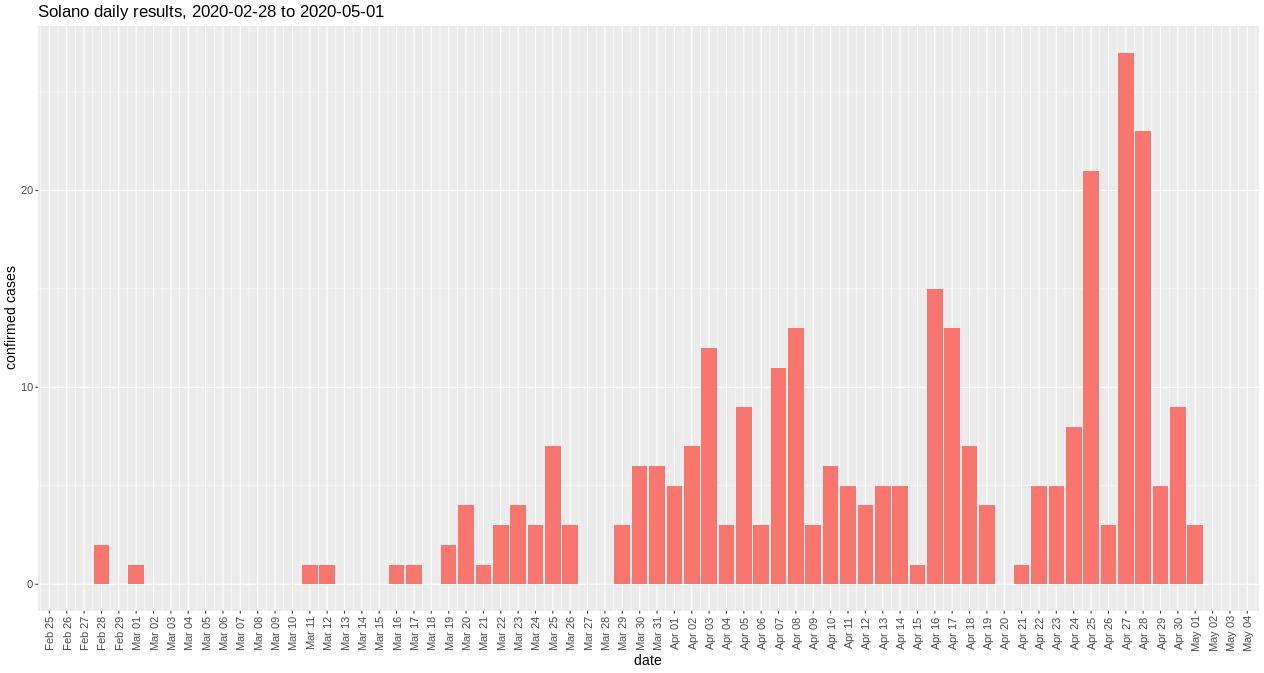 Solano daily results, 2020-02-28 to 2020-05-01
confirmed cases
20
10
0
Feb 25
Feb 26
Feb 27
Feb 28
Feb 29
Mar 01
Mar 02
Mar 03
Mar 04
Mar 05
Mar 06
Mar 07
Mar 08
Mar 09
Mar 10
Mar 11
Mar 12
Mar 13
Mar 14
Mar 15
Mar 16
Mar 17
Mar 18
Mar 19
Mar 20
Mar 21
Mar 22
Mar 23
Mar 24
Mar 25
Mar 26
Mar 27
Mar 28
Mar 29
Mar 30
Mar 31
Apr 01
Apr 02
Apr 03
Apr 04
Apr 05
Apr 06
Apr 07
Apr 08
Apr 09
Apr 10
Apr 11
Apr 12
Apr 13
Apr 14
Apr 15
Apr 16
Apr 17
Apr 18
Apr 19
Apr 20
Apr 21
Apr 22
Apr 23
Apr 24
Apr 25
Apr 26
Apr 27
Apr 28
Apr 29
Apr 30
May 01
May 02
May 03
May 04
date